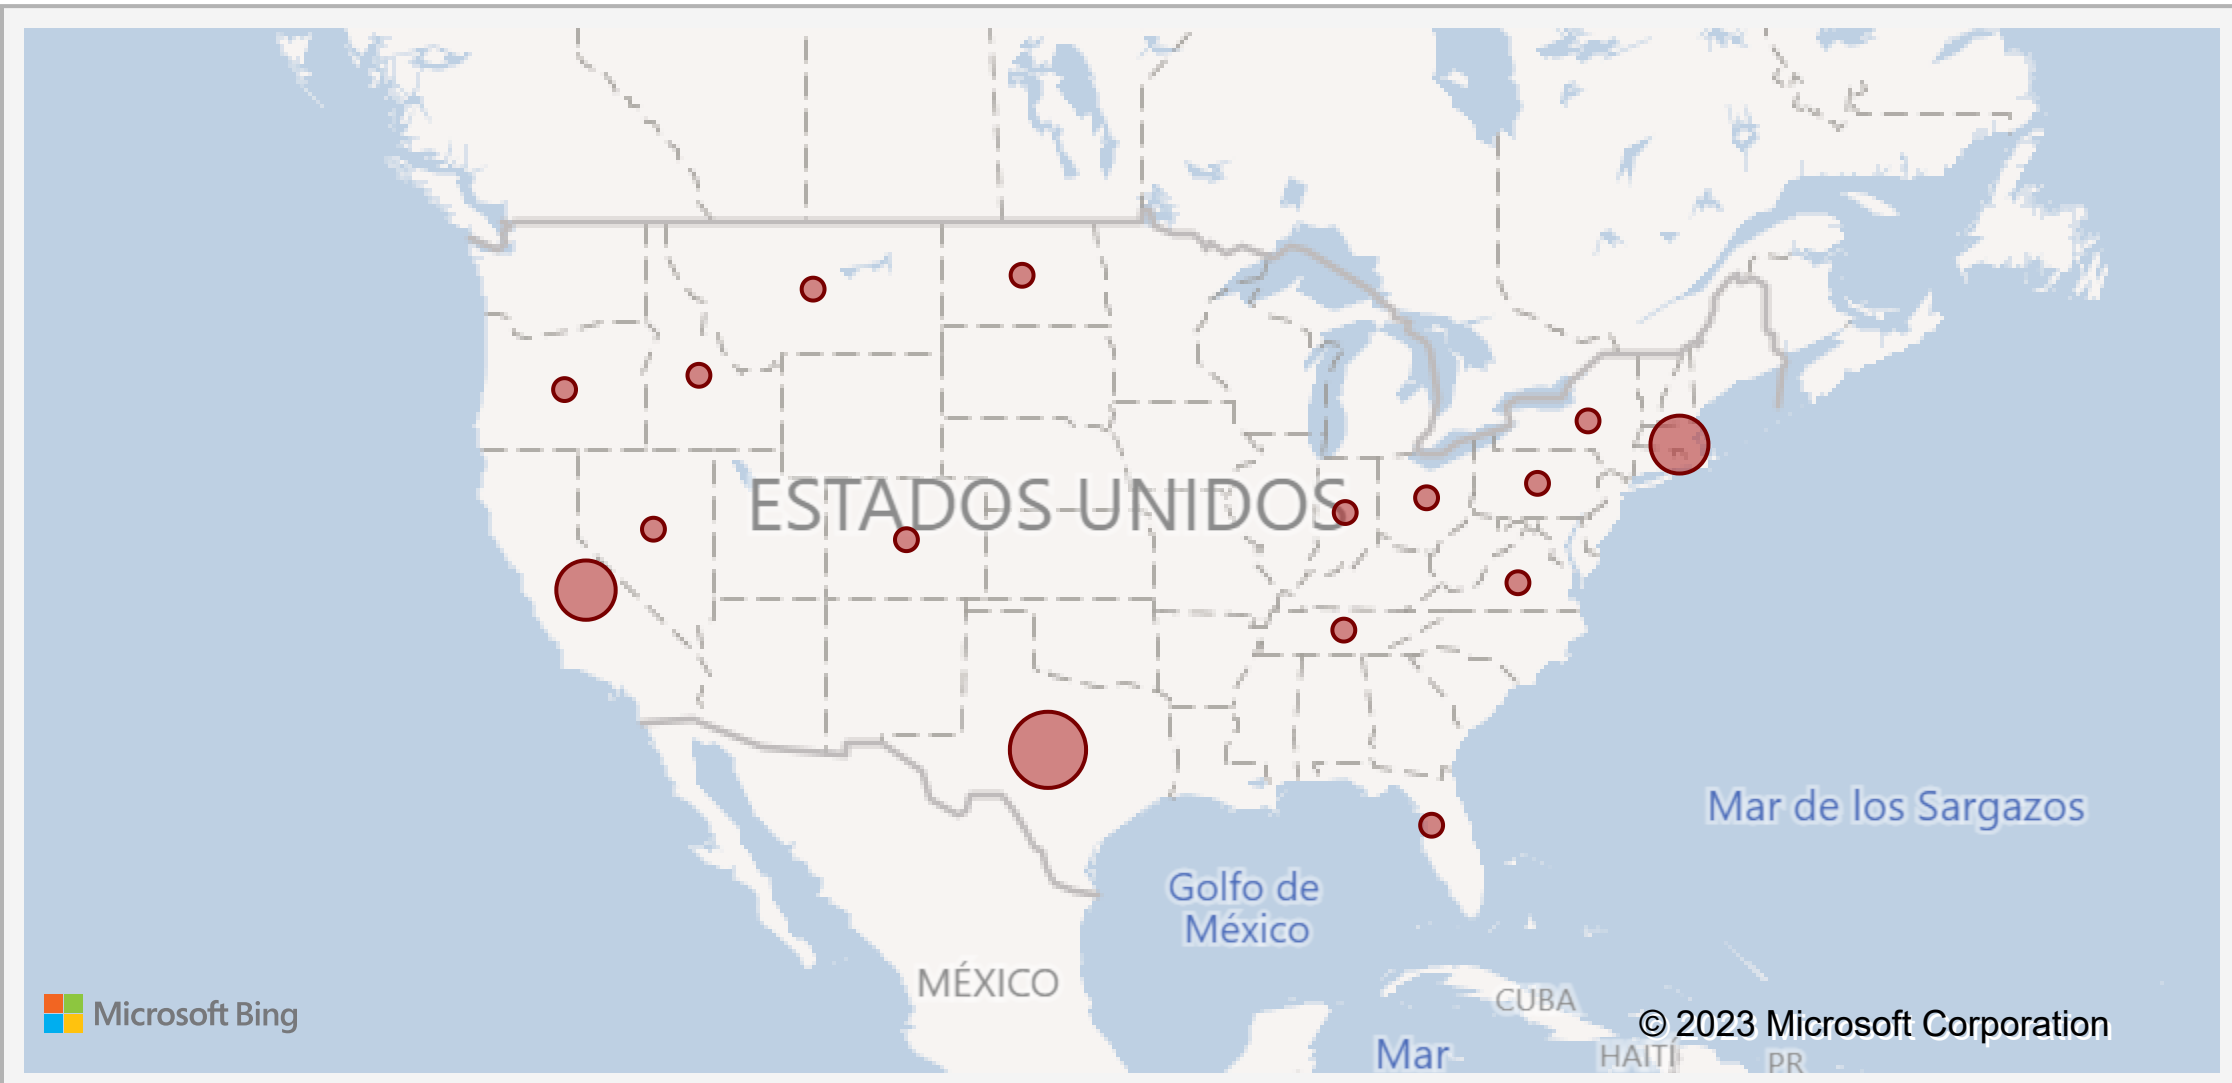 ESTADOS UNIDOS
Mar de los Sargazos
Golfo de
México
MÉXICO
CUBA
Microsoft Bing
© 2023 Microsoft Corporation
Mar
HAITÍ
PR